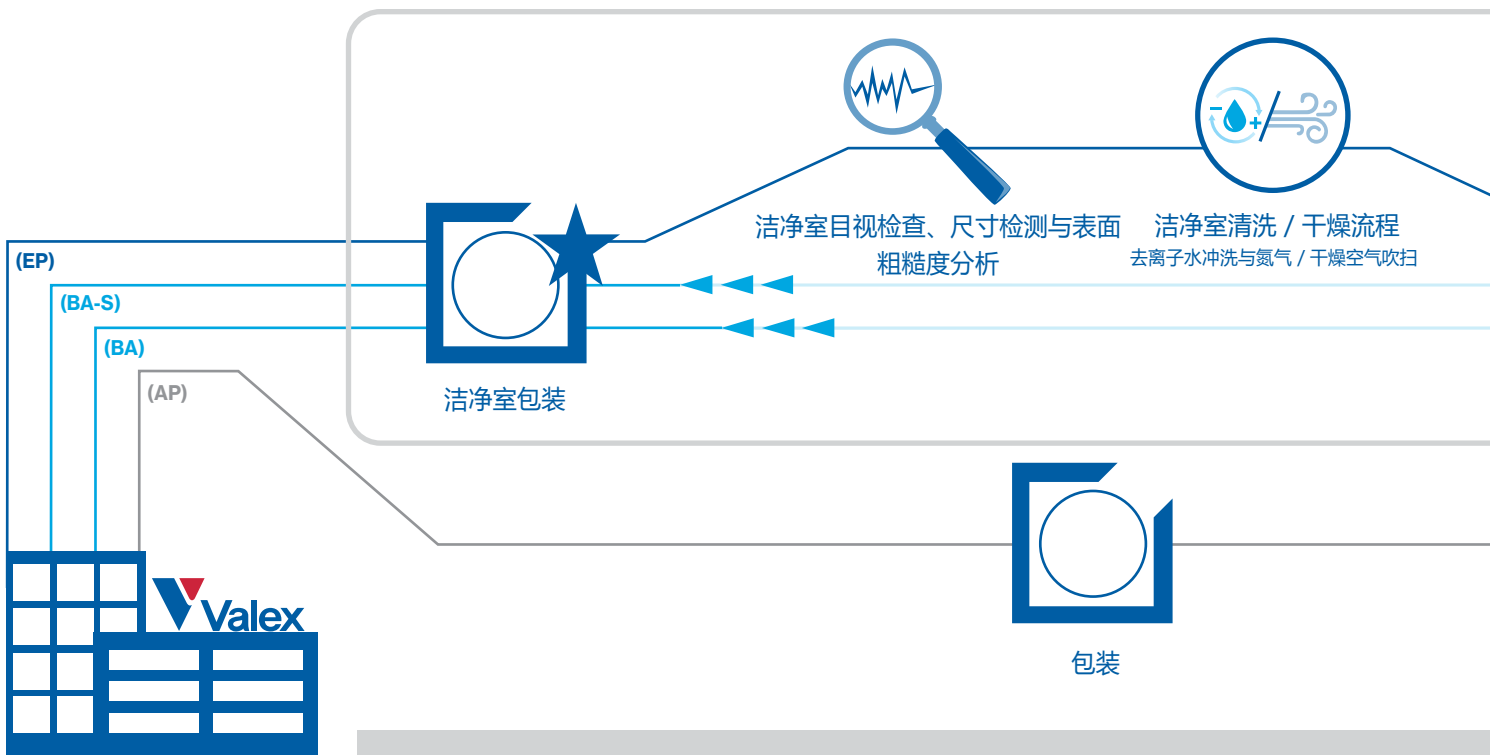 洁净室目视检查、尺寸检测与表面
粗糙度分析
洁净室清洗 / 干燥流程
去离子水冲洗与氮气 / 干燥空气吹扫
(EP)
(BA-S)
(BA)
(AP)
洁净室包装
Valex
包装